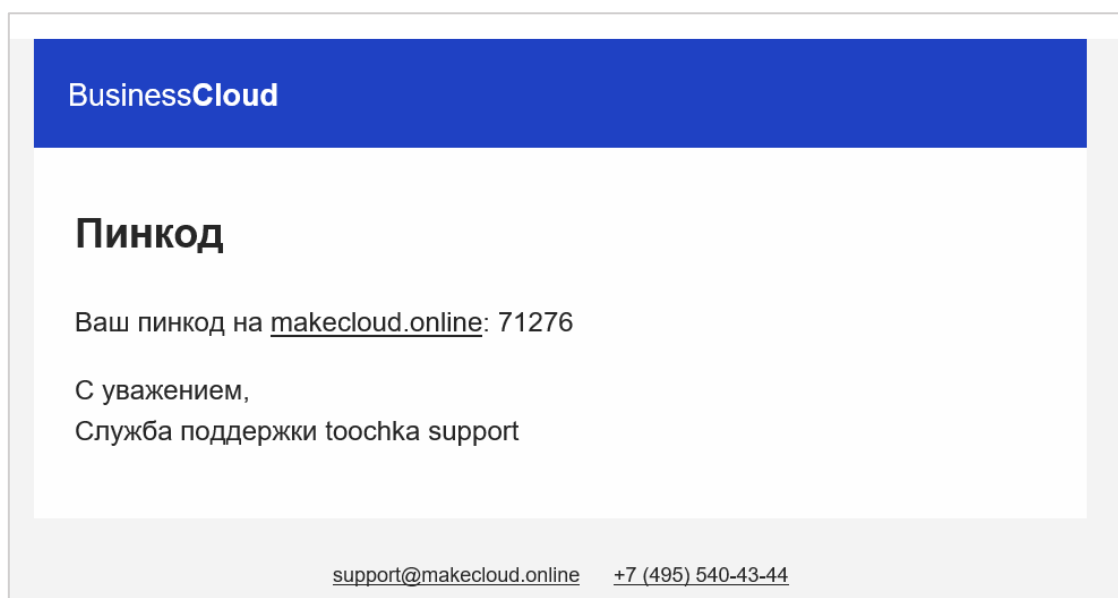 BusinessCloud
Пинкод
Ваш пинкод на makecloud.online: 71276
С уважением,
Служба поддержки toochka support
support@makecloud.online +7 (495) 540-43-44